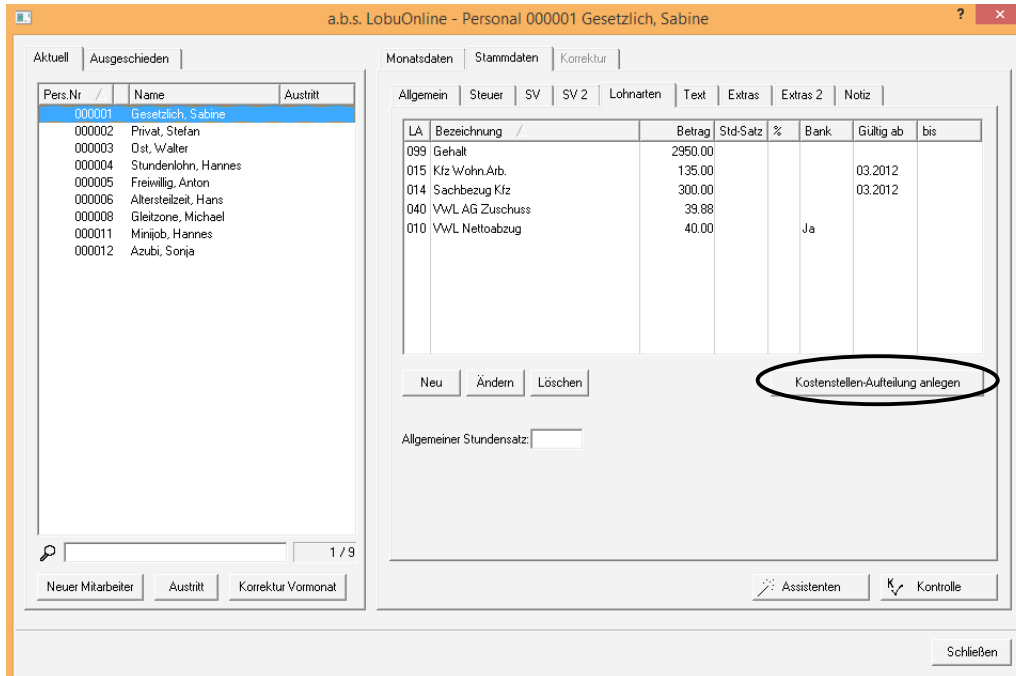 a.b.s. LobuOnline - Personal 000001 Gesetzlich, Sabine
?
Aktuell Ausgeschieden
Pers.Nr Name Austritt
000001 Gesetzlich, Sabine
000002 Privat, Stefan
000003 Ost, Walter
000004 Stundenlohn, Hannes
000005 Freiwillig, Anton
000006 Altersteilzeit, Hans
000008 Gleitzone, Michael
000011 Minijob, Hannes
000012 Azubi, Sonja
1 / 9
Neuer Mitarbeiter Austritt Korrektur Vormonat
Monatsdaten Stammdaten Korrektur
Allgemein Steuer SV SV 2 Lohnarten Text Extras Extras 2 Notiz
LA Bezeichnung Betrag Std-Satz % Bank Gültig ab bis
099 Gehalt 2950.00
015 Kfz Wohn.Arb. 135.00 03.2012
014 Sachbezug Kfz 300.00 03.2012
040 VWL AG Zuschuss 39.88
010 VWL Nettoabzug 40.00 Ja
Neu Ändern Löschen Kostenstellen-Aufteilung anlegen
Allgemeiner Stundensatz:
Assistenten K Kontrolle
Schließen